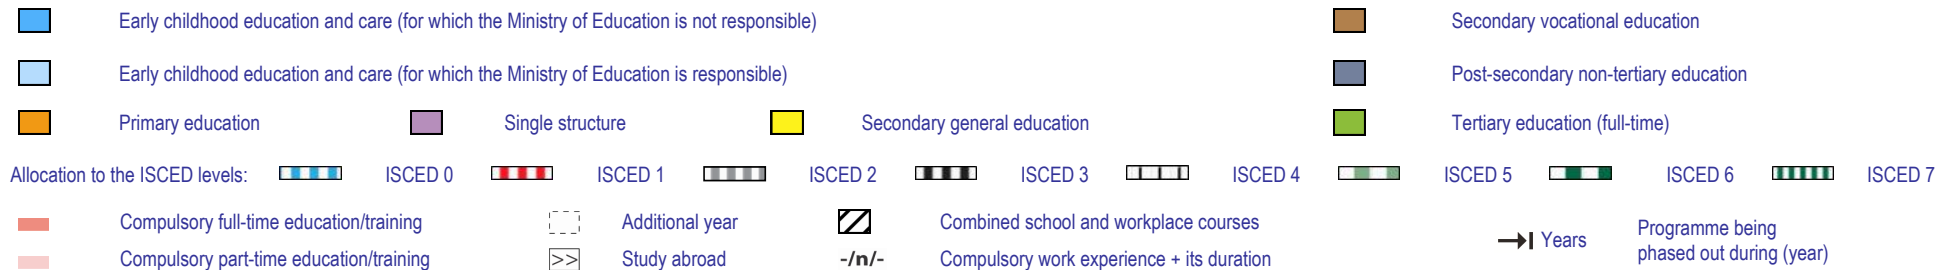 Early childhood education and care (for which the Ministry of Education is not responsible) Secondary vocational education
Early childhood education and care (for which the Ministry of Education is responsible) Post-secondary non-tertiary education
Primary education Single structure Secondary general education Tertiary education (full-time)
Allocation to the ISCED levels: ISCED 0 ISCED 1 ISCED 2 ISCED 3 ISCED 4 ISCED 5 ISCED 6 ISCED 7
Compulsory full-time education/training Additional year Combined school and workplace courses Years Programme being
phased out during (year)
Compulsory part-time education/training >> Study abroad -/n/- Compulsory work experience + its duration